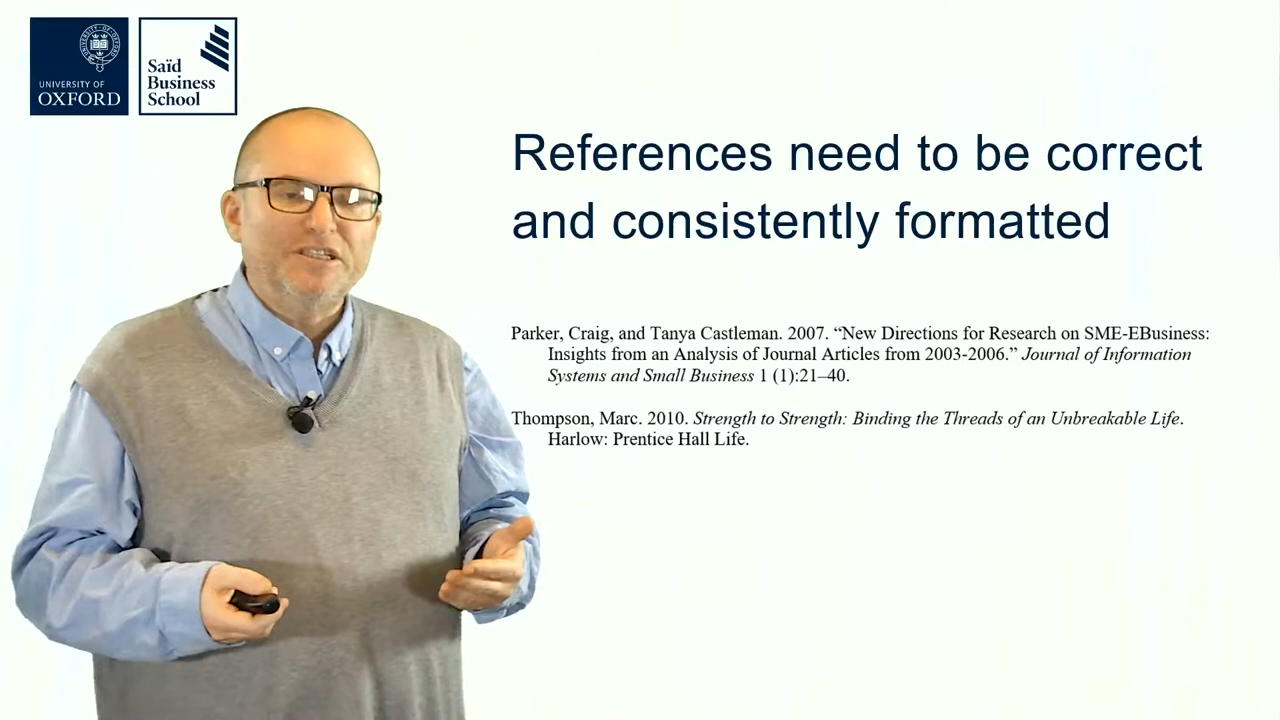 UNIVERSITY OF
OXFORD
Saïd
Business
School
References need to be correct
and consistently formatted
Parker, Craig, and Tanya Castleman. 2007. “New Directions for Research on SME-EBusiness:
Insights from an Analysis of Journal Articles from 2003-2006.” Journal of Information
Systems and Small Business 1 (1):21–40.
Thompson, Marc. 2010. Strength to Strength: Binding the Threads of an Unbreakable Life.
Harlow: Prentice Hall Life.